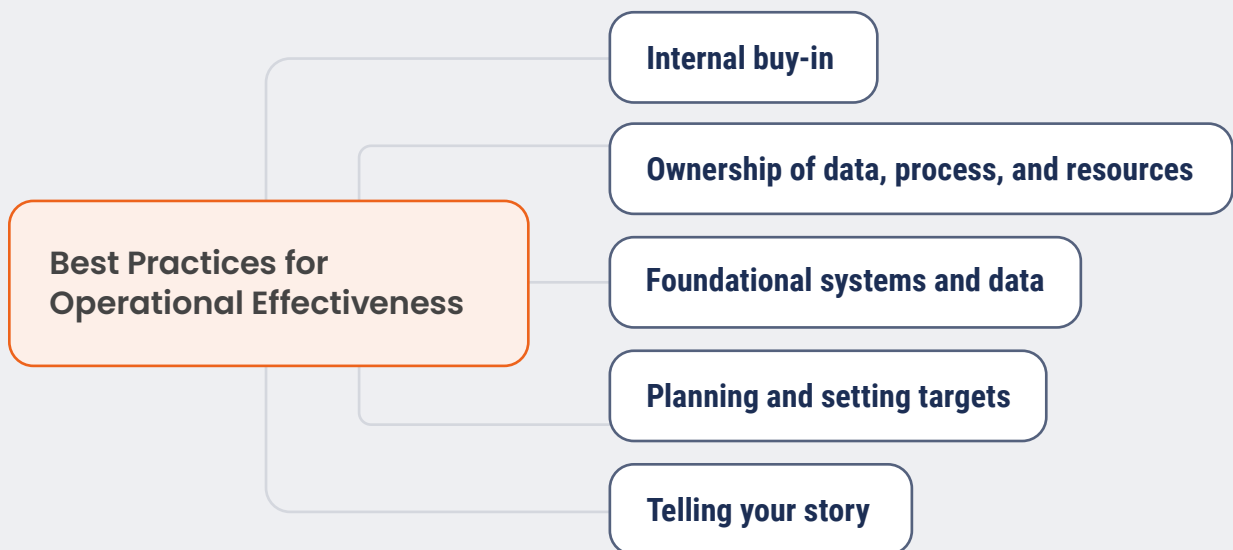 Internal buy-in
Ownership of data, process, and resources
Best Practices for
Operational Effectiveness
Foundational systems and data
Planning and setting targets
Telling your story